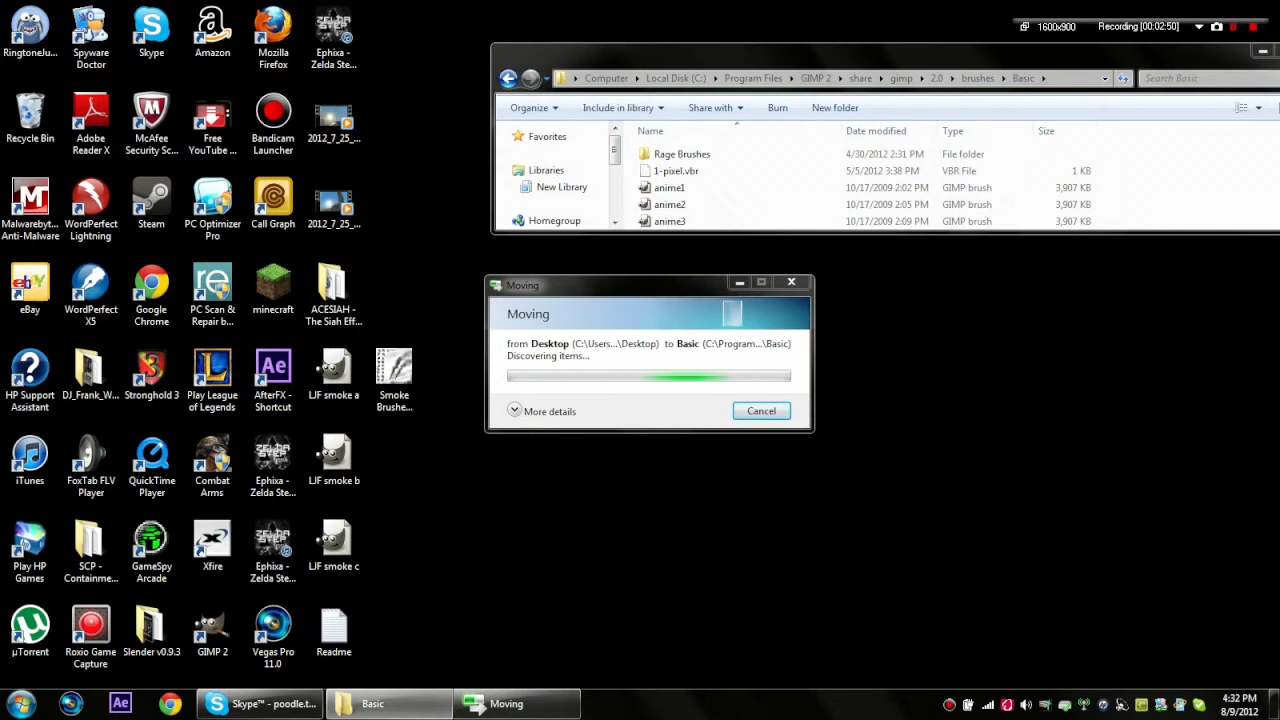 1600x900
Recording [00:02:50]
RingtoneJu...
Spyware
Doctor
Skype
Amazon
Mozilla
Firefox
Ephixa -
Zelda Ste...
Computer
Local Disk (C:)
Program Files
GIMP 2
share
gimp
2.0
brushes
Basic
Search Basic
Organize
Include in library
Share with
Burn
New folder
Favorites
Libraries
New Library
Homegroup
Name
Date modified
Type
Size
Rage Brushes
4/30/2012 2:31 PM
File folder
1-pixel.vbr
5/5/2012 3:38 PM
VBR File
1 KB
anime1
10/17/2009 2:02 PM
GIMP brush
3,907 KB
anime2
10/17/2009 2:05 PM
GIMP brush
3,907 KB
anime3
10/17/2009 2:09 PM
GIMP brush
3,907 KB
Recycle Bin
Adobe
Reader X
McAfee
Security Sc...
Free
YouTube ...
Bandicam
Launcher
2012_7_25_...
Malwarebyt...
Anti-Malware
WordPerfect
Lightning
Steam
PC Optimizer
Pro
Call Graph
2012_7_25_...
eBay
WordPerfect
X5
Google
Chrome
PC Scan &
Repair b...
minecraft
ACESIAH -
The Siah Eff...
Moving
Moving
from Desktop (C:\Users...\Desktop) to Basic (C:\Program...\Basic)
Discovering items...
More details
Cancel
HP Support
Assistant
DJ_Frank_W...
Stronghold 3
Play League
of Legends
AfterFX -
Shortcut
LJF smoke a
Smoke
Brushe...
iTunes
FoxTab FLV
Player
QuickTime
Player
Combat
Arms
Ephixa -
Zelda Ste...
LJF smoke b
Play HP
Games
SCP -
Containme...
GameSpy
Arcade
Xfire
Ephixa -
Zelda Ste...
LJF smoke c
µTorrent
Roxio Game
Capture
Slender v0.9.3
GIMP 2
Vegas Pro
11.0
Readme
Skype™ - poodle.t...
Basic
Moving
4:32 PM
8/9/2012